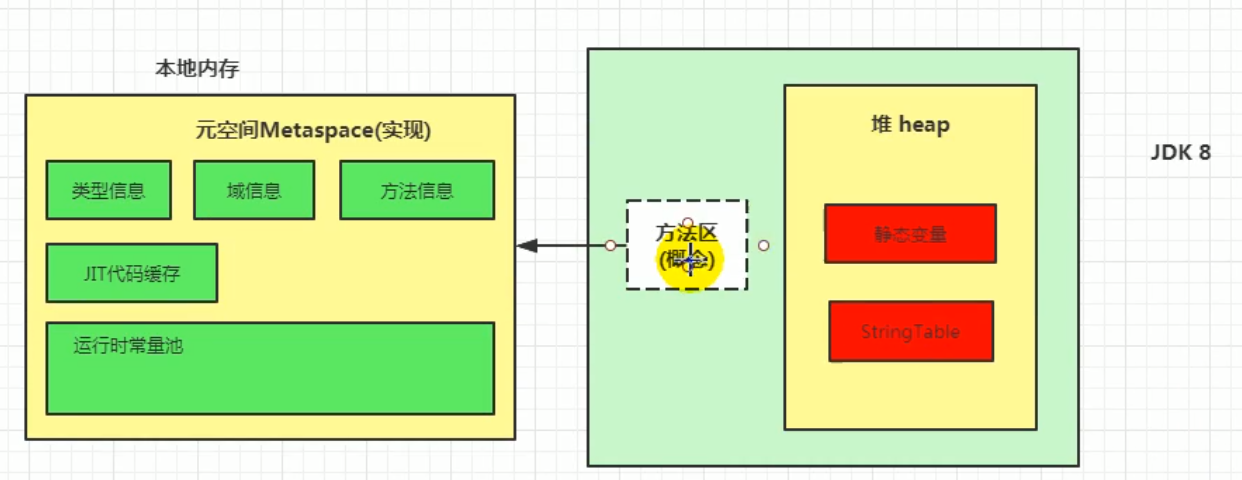 本地内存
元空间Metaspace(实现)
类型信息
域信息
方法信息
JIT代码缓存
运行时常量池
方法区
(概念)
堆 heap
静态变量
StringTable
JDK 8